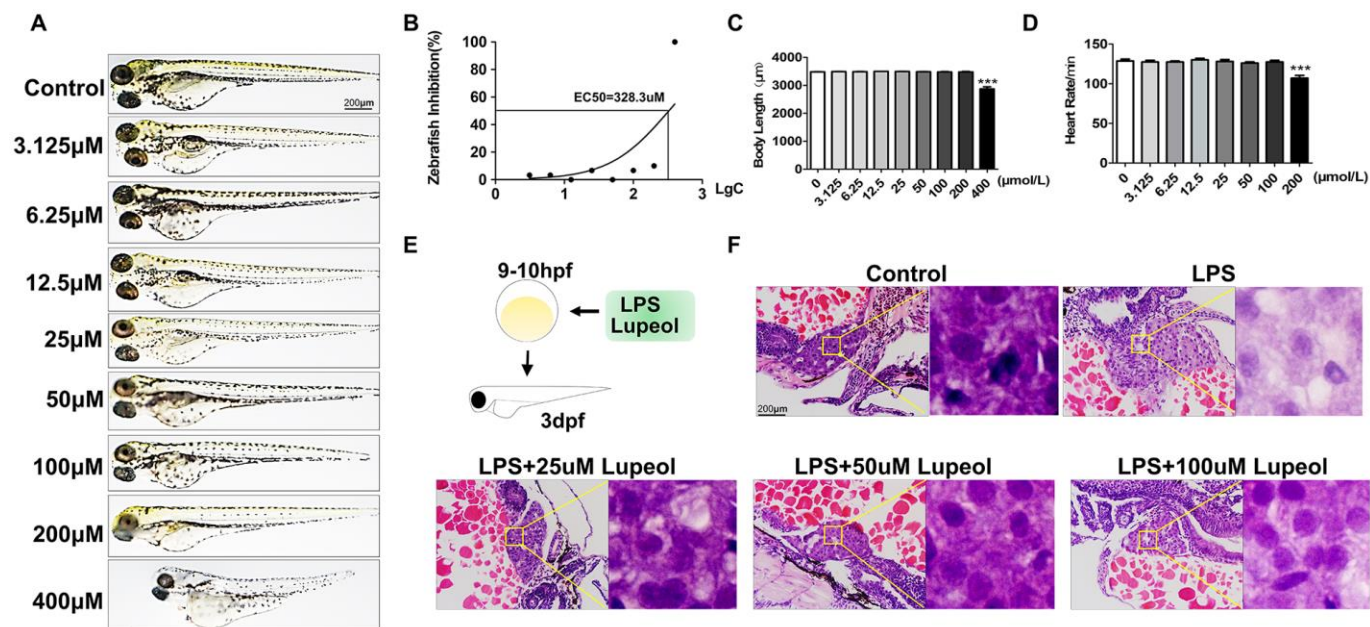 A
Control
200μm
3.125μM
6.25μM
12.5μM
25μM
50μM
100μM
200μM
400μM
B
Zebrafish Inhibition(%)
100
80
60
40
20
0
EC50=328.3uM
0
1
2
3
LgC
C
Body Length (μm)
5000
4000
3000
2000
1000
0
***
0
3.125
6.25
12.5
25
50
100
200
400
(μmol/L)
D
Heart Rate/min
150
100
50
0
***
0
3.125
6.25
12.5
25
50
100
200
(μmol/L)
E
9-10hpf
LPS
Lupeol
3dpf
F
Control
LPS
200μm
LPS+25uM Lupeol
LPS+50uM Lupeol
LPS+100uM Lupeol